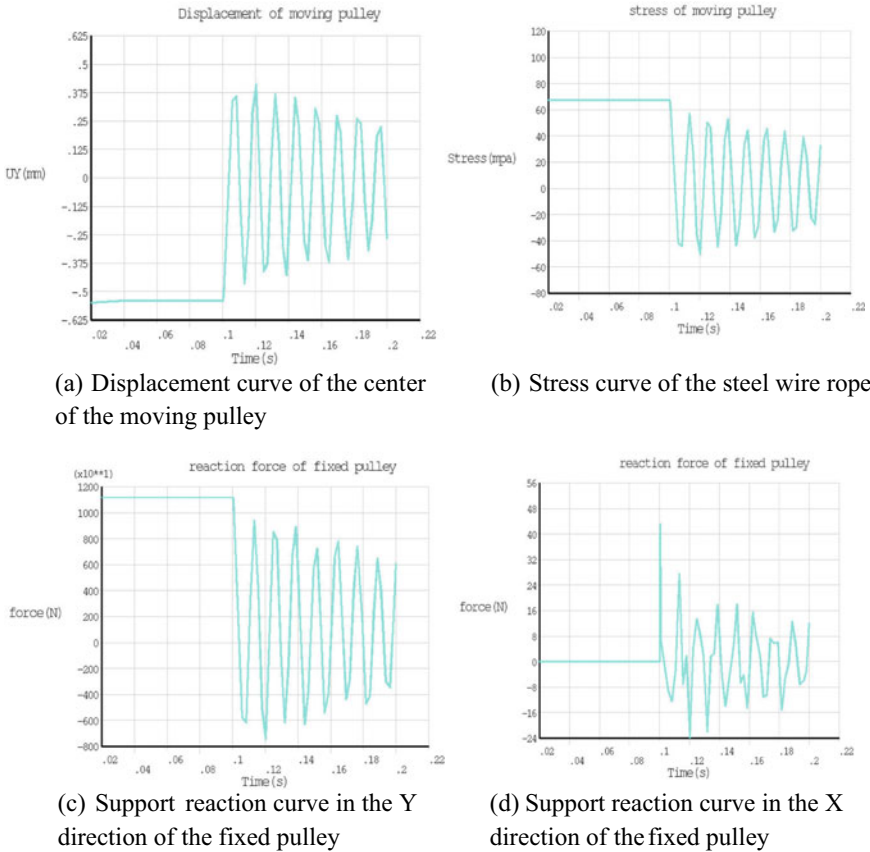 Displacement of moving pulley
.625
.5
.375
.25
.125
0
-.125
-.25
-.375
-.5
-.625
UY(mm)
.02 .06 .1 .14 .18 .22
.04 .08 .12 .16 .2
Time(s)
(a) Displacement curve of the center
of the moving pulley
stress of moving pulley
120
100
80
60
40
20
0
-20
-40
-60
-80
Stress(mpa)
.02 .06 .1 .14 .18 .22
.04 .08 .12 .16 .2
Time(s)
(b) Stress curve of the steel wire rope
(x10**1)
reaction force of fixed pulley
1200
1000
800
600
400
200
0
-200
-400
-600
-800
force(N)
.02 .06 .1 .14 .18 .22
.04 .08 .12 .16 .2
Time(s)
(c) Support reaction curve in the Y
direction of the fixed pulley
reaction force of fixed pulley
56
48
40
32
24
16
8
0
-8
-16
-24
force(N)
.02 .06 .1 .14 .18 .22
.04 .08 .12 .16 .2
Time(s)
(d) Support reaction curve in the X
direction of the fixed pulley